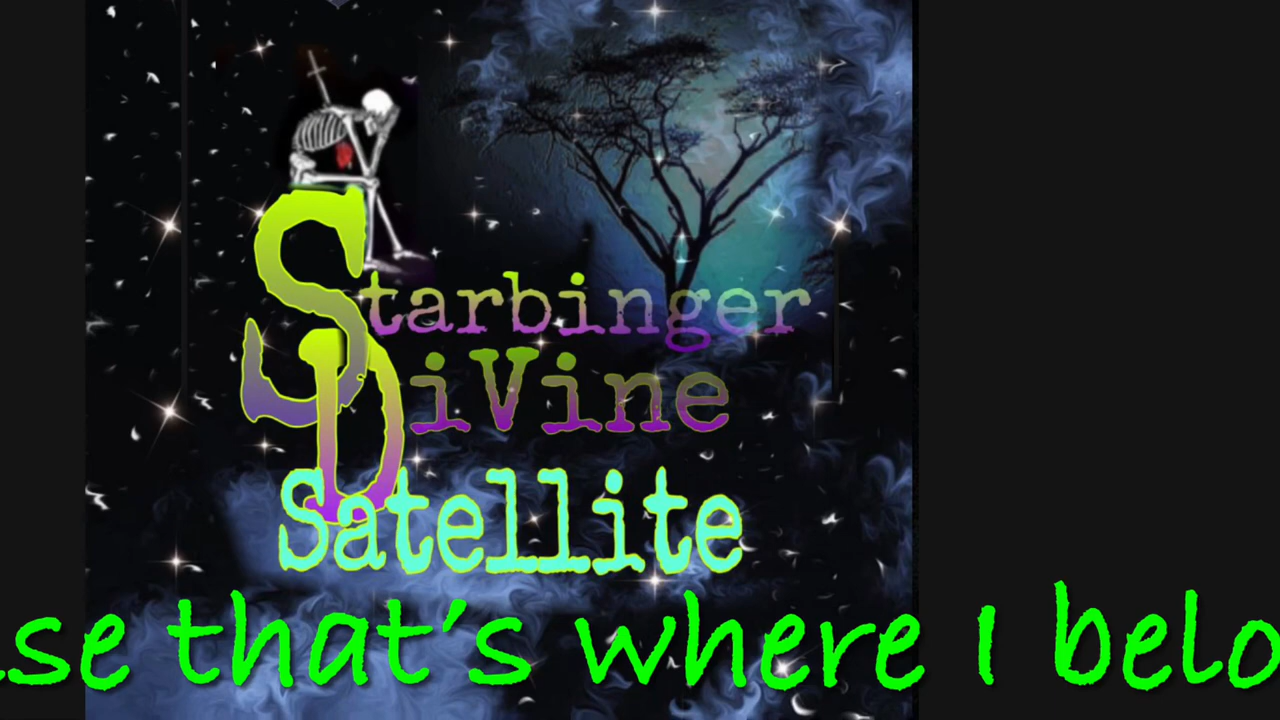 Starbinger
DiVine
Satellite
se that's where I belo